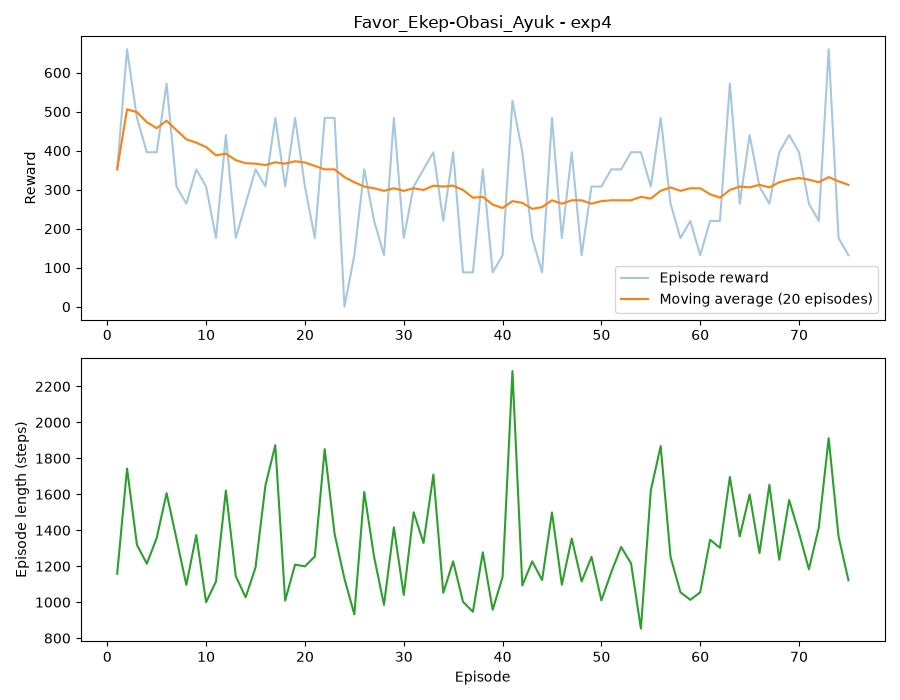 Favor_Ekep-Obasi_Ayuk - exp4
Reward
600
500
400
300
200
100
0
Episode reward
Moving average (20 episodes)
0 10 20 30 40 50 60 70
Episode length (steps)
2200
2000
1800
1600
1400
1200
1000
800
0 10 20 30 40 50 60 70
Episode